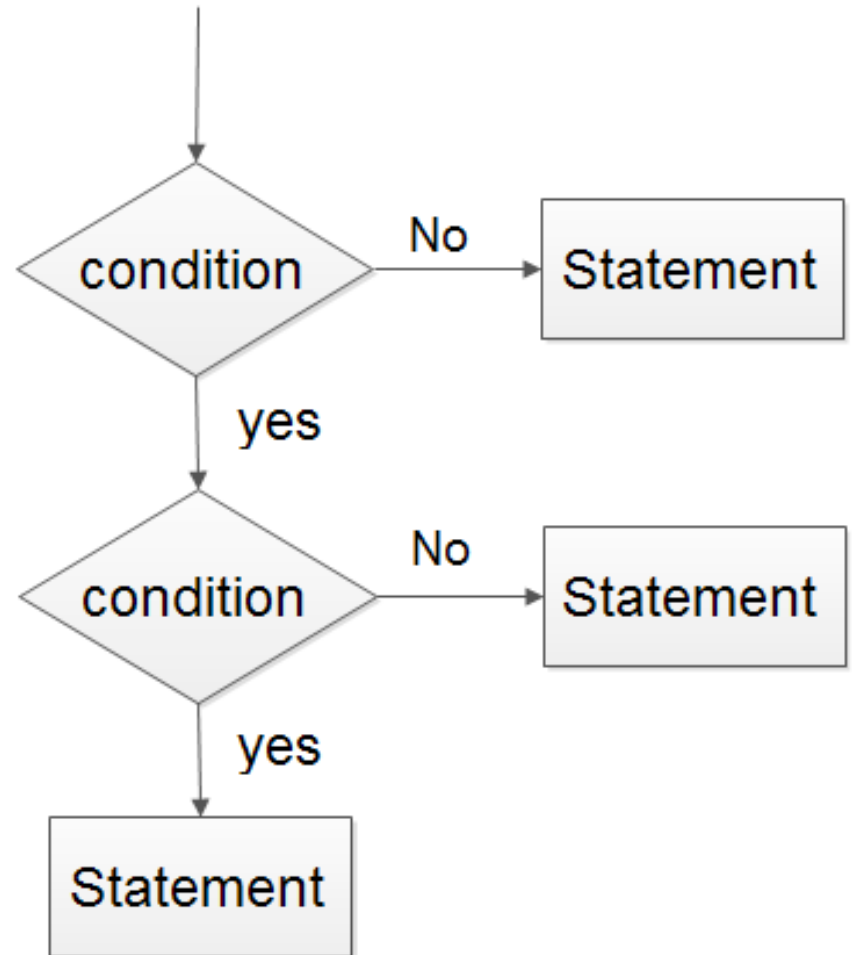 condition
No
Statement
yes
condition
No
Statement
yes
Statement